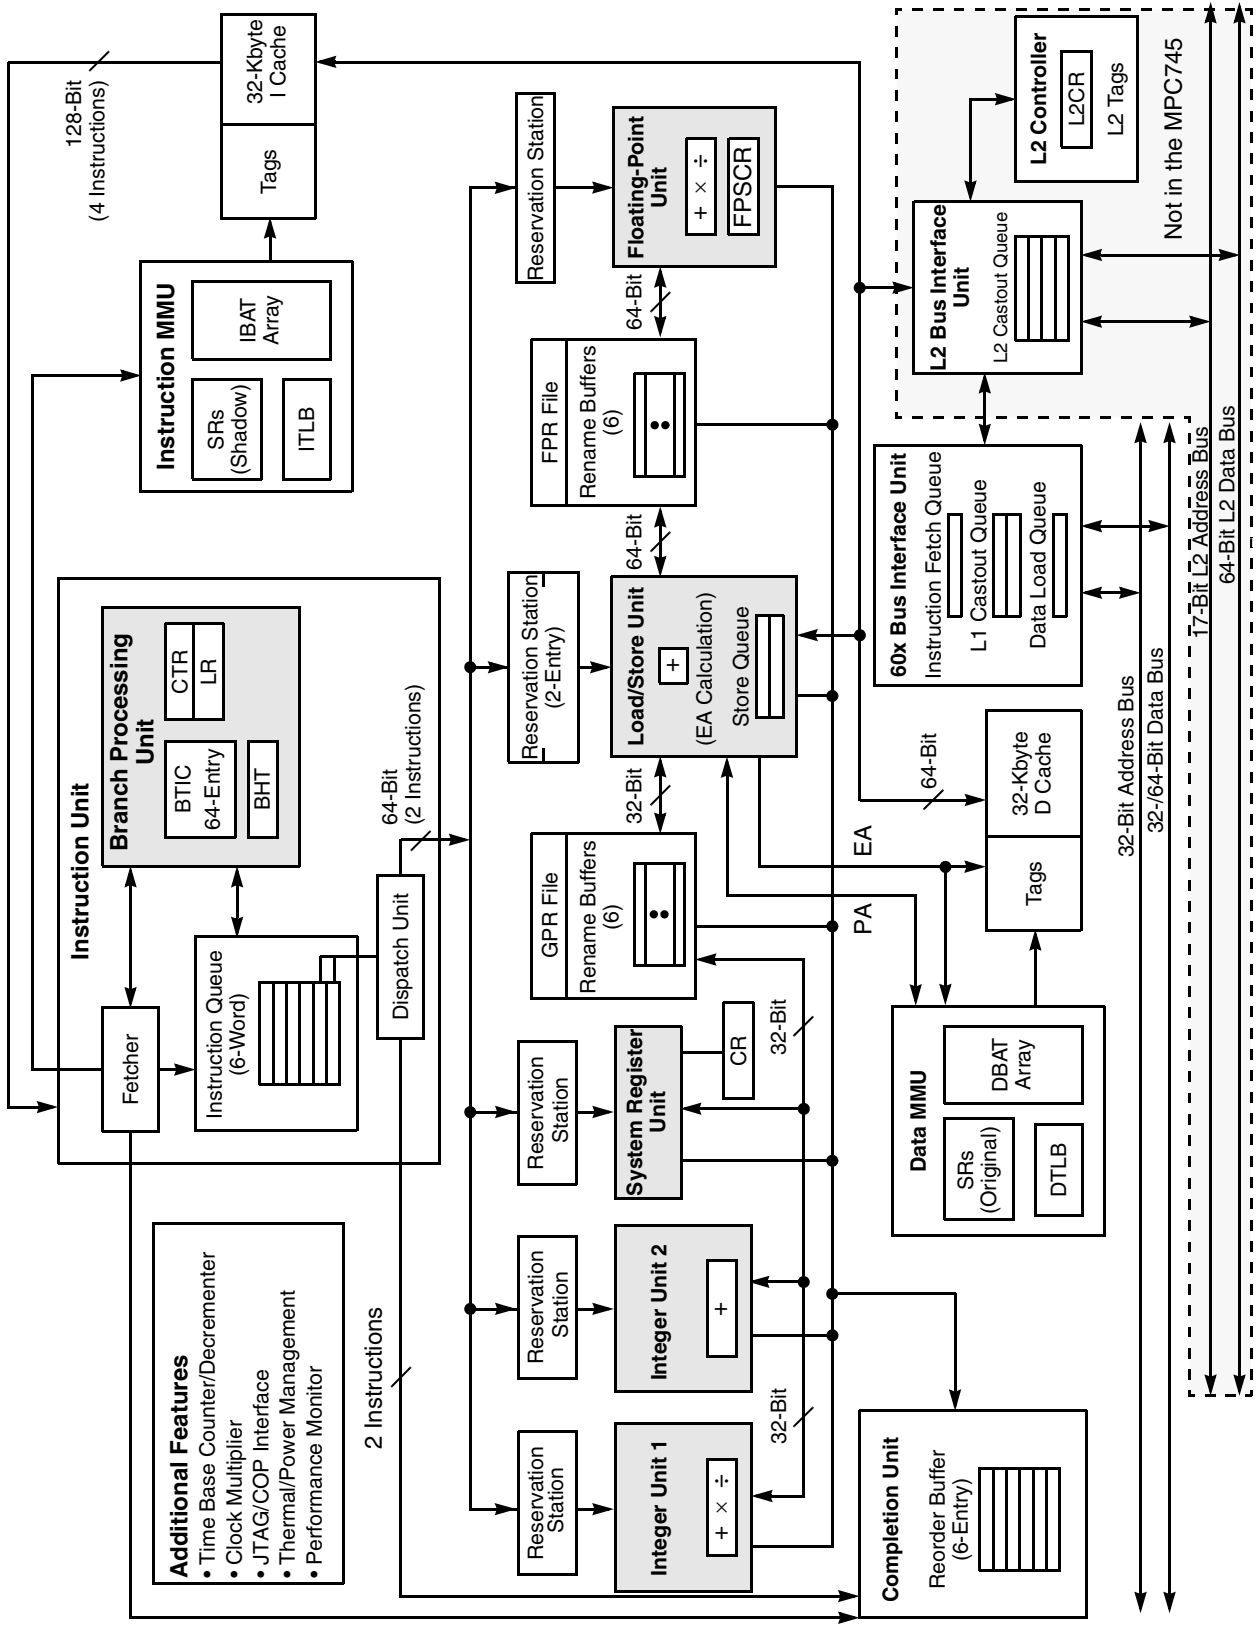 Additional Features
• Time Base Counter/Decrementer
• Clock Multiplier
• JTAG/COP Interface
• Thermal/Power Management
• Performance Monitor
Instruction Unit
Fetcher
Branch Processing
Unit
BTIC
64-Entry
CTR
LR
BHT
Instruction Queue
(6-Word)
Dispatch Unit
64-Bit
(2 Instructions)
2 Instructions
Instruction MMU
SRs
(Shadow)
IBAT
Array
ITLB
Tags
32-Kbyte
I Cache
128-Bit
(4 Instructions)
Reservation
Station
Reservation
Station
Reservation
Station
Reservation Station
(2-Entry)
Reservation Station
Integer Unit 1
+ × ÷
Integer Unit 2
+
System Register
Unit
CR
32-Bit
32-Bit
GPR File
Rename Buffers
(6)
32-Bit
Load/Store Unit
+
(EA Calculation)
Store Queue
64-Bit
FPR File
Rename Buffers
(6)
64-Bit
Floating-Point
Unit
+ × ÷
FPSCR
PA
EA
64-Bit
Completion Unit
Reorder Buffer
(6-Entry)
Data MMU
SRs
(Original)
DBAT
Array
DTLB
Tags
32-Kbyte
D Cache
60x Bus Interface Unit
Instruction Fetch Queue
L1 Castout Queue
Data Load Queue
L2 Bus Interface
Unit
L2 Castout Queue
L2 Controller
L2CR
L2 Tags
Not in the MPC745
32-Bit Address Bus
32-/64-Bit Data Bus
17-Bit L2 Address Bus
64-Bit L2 Data Bus